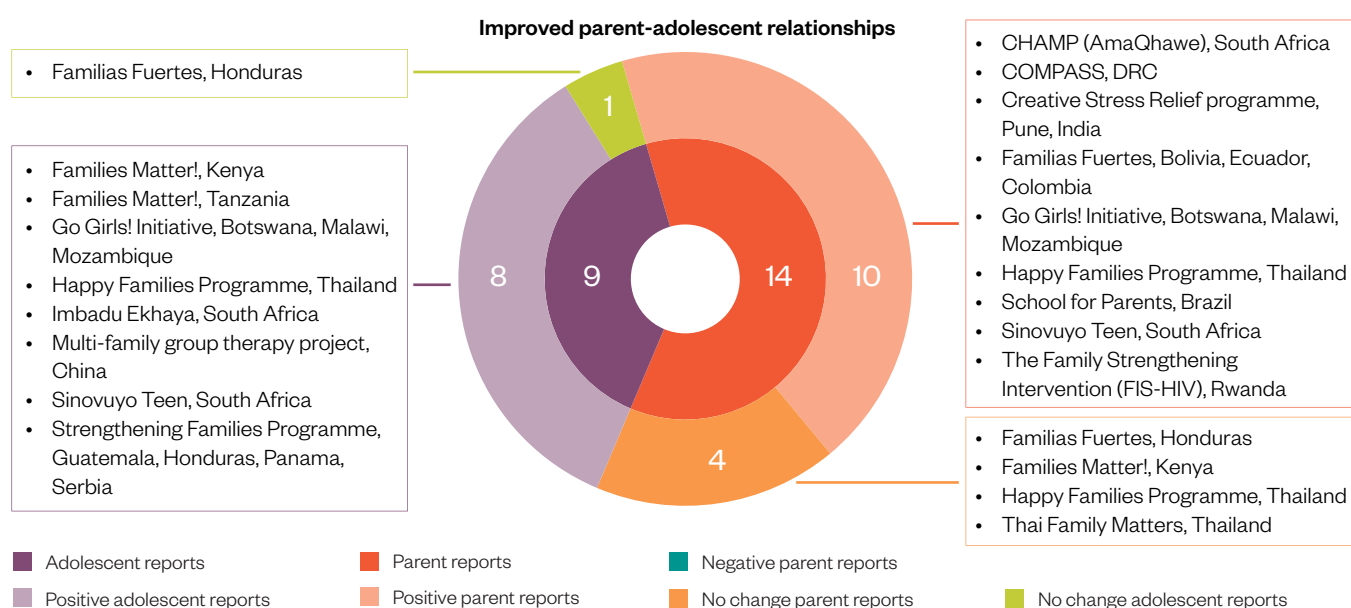 Improved parent-adolescent relationships
• Familias Fuertes, Honduras
• Families Matter!, Kenya
• Families Matter!, Tanzania
• Go Girls! Initiative, Botswana, Malawi,
Mozambique
• Happy Families Programme, Thailand
• Imbadu Ekhaya, South Africa
• Multi-family group therapy project,
China
• Sinovuyo Teen, South Africa
• Strengthening Families Programme,
Guatemala, Honduras, Panama,
Serbia
1
8
9
14
10
4
• CHAMP (AmaQhawe), South Africa
• COMPASS, DRC
• Creative Stress Relief programme,
Pune, India
• Familias Fuertes, Bolivia, Ecuador,
Colombia
• Go Girls! Initiative, Botswana, Malawi,
Mozambique
• Happy Families Programme, Thailand
• School for Parents, Brazil
• Sinovuyo Teen, South Africa
• The Family Strengthening
Intervention (FIS-HIV), Rwanda
• Familias Fuertes, Honduras
• Families Matter!, Kenya
• Happy Families Programme, Thailand
• Thai Family Matters, Thailand
Adolescent reports
Parent reports
Negative parent reports
Positive adolescent reports
Positive parent reports
No change parent reports
No change adolescent reports